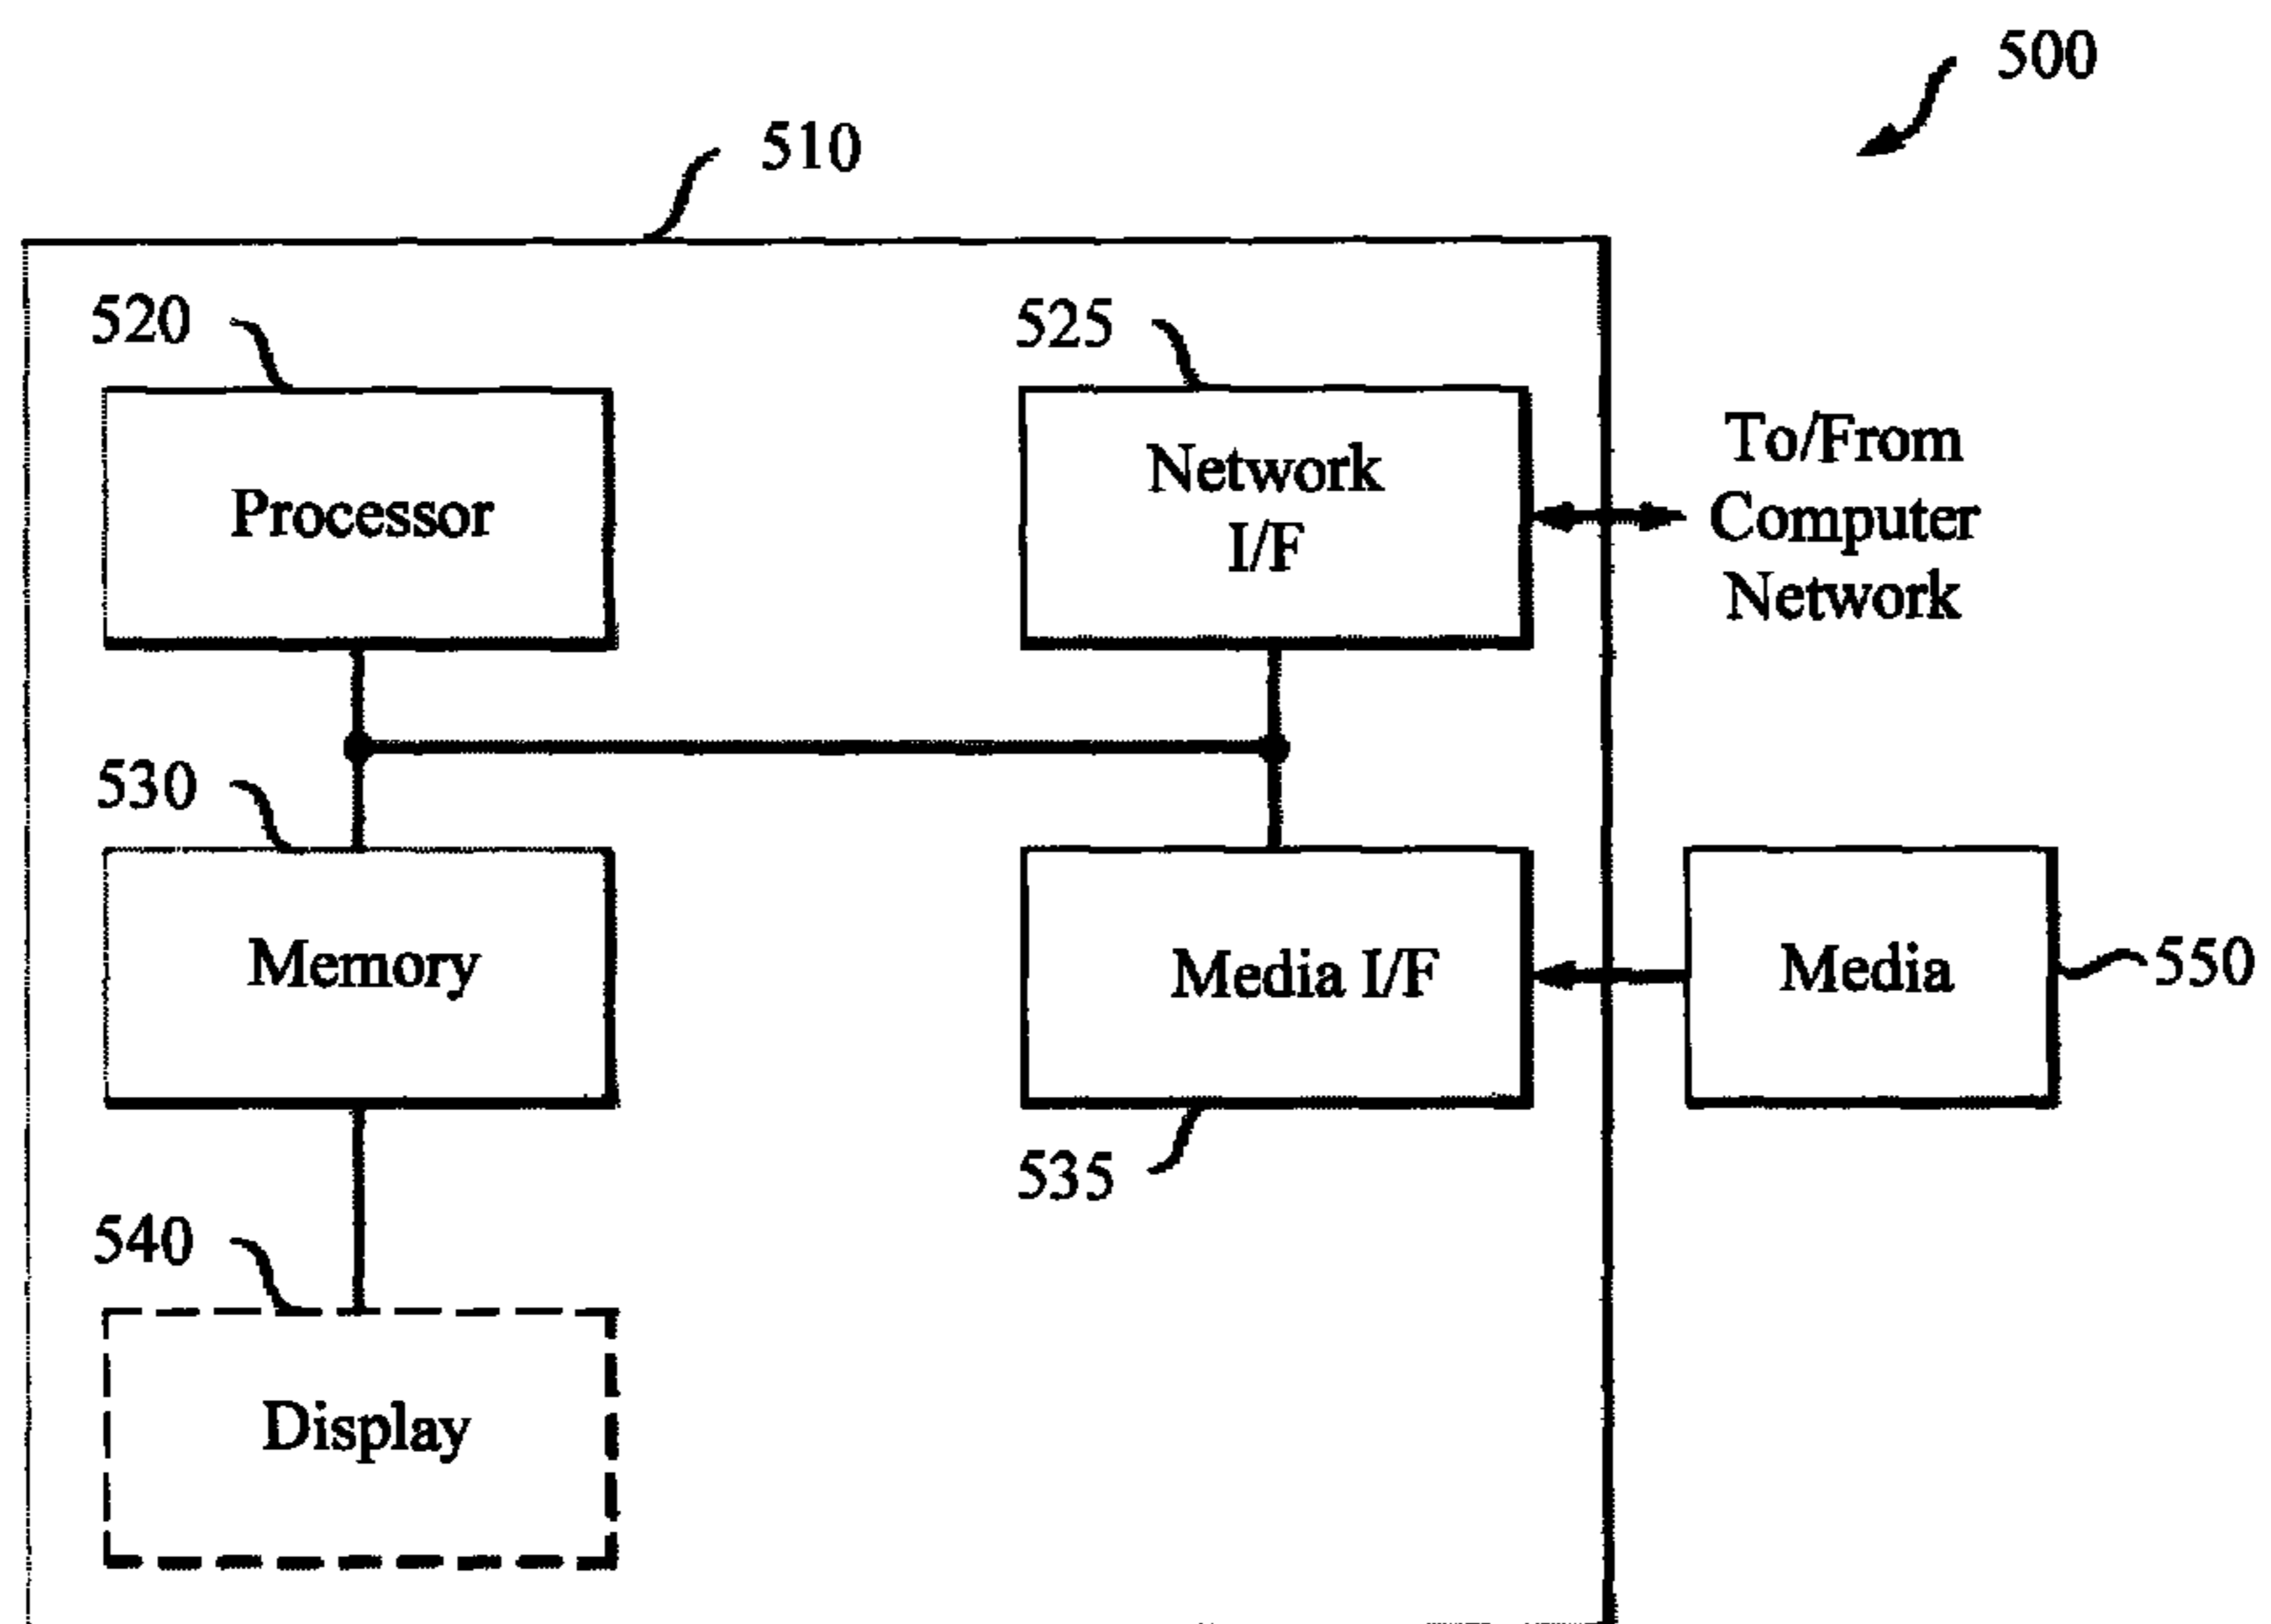 500
510
520
525
Processor
Network
I/F
To/From
Computer
Network
530
Memory
Media I/F
Media
550
535
540
Display